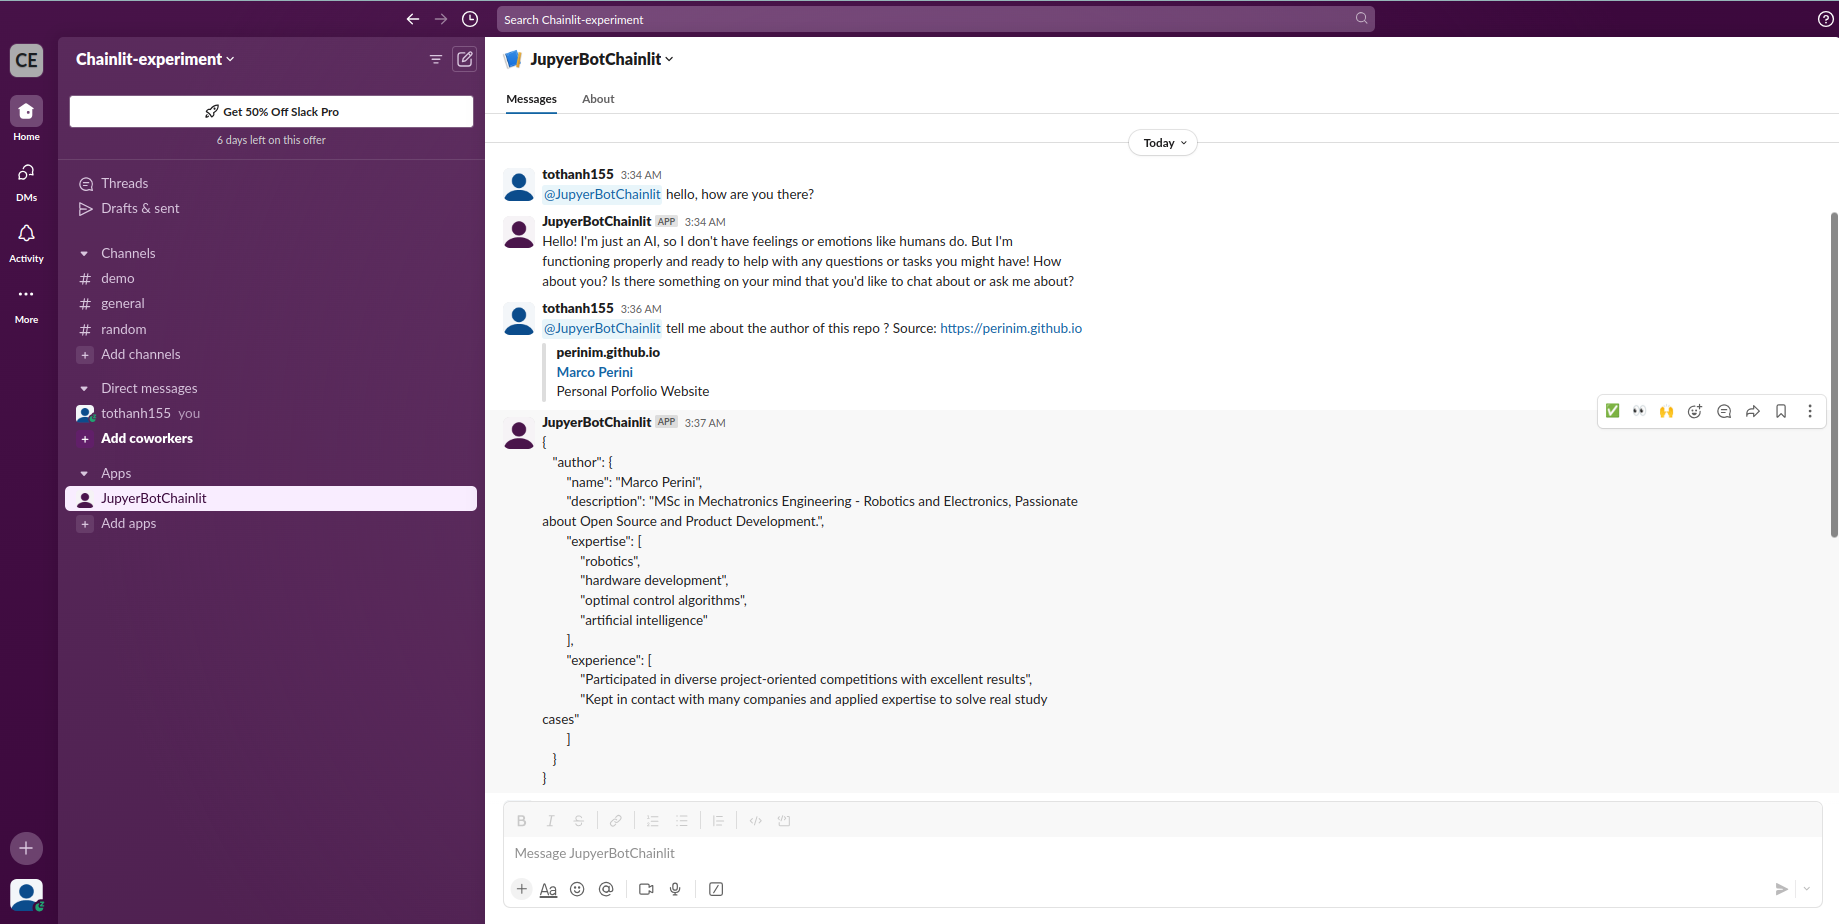 Search Chainlit-experiment
CE
Home
DMs
Activity
More
Chainlit-experiment
Get 50% Off Slack Pro
6 days left on this offer
Threads
Drafts & sent
Channels
# demo
# general
# random
+ Add channels
Direct messages
tothanh155 you
+ Add coworkers
Apps
JupyerBotChainlit
+ Add apps
JupyerBotChainlit
Messages About
Today
tothanh155 3:34 AM
@JupyerBotChainlit hello, how are you there?
JupyerBotChainlit APP 3:34 AM
Hello! I'm just an AI, so I don't have feelings or emotions like humans do. But I'm
functioning properly and ready to help with any questions or tasks you might have! How
about you? Is there something on your mind that you'd like to chat about or ask me about?
tothanh155 3:36 AM
@JupyerBotChainlit tell me about the author of this repo ? Source: https://perinim.github.io
perinim.github.io
Marco Perini
Personal Porfolio Website
JupyerBotChainlit APP 3:37 AM
{
"author": {
"name": "Marco Perini",
"description": "MSc in Mechatronics Engineering - Robotics and Electronics, Passionate
about Open Source and Product Development.",
"expertise": [
"robotics",
"hardware development",
"optimal control algorithms",
"artificial intelligence"
],
"experience": [
"Participated in diverse project-oriented competitions with excellent results",
"Kept in contact with many companies and applied expertise to solve real study
cases"
]
}
}
B I S
Message JupyerBotChainlit
+ Aa @